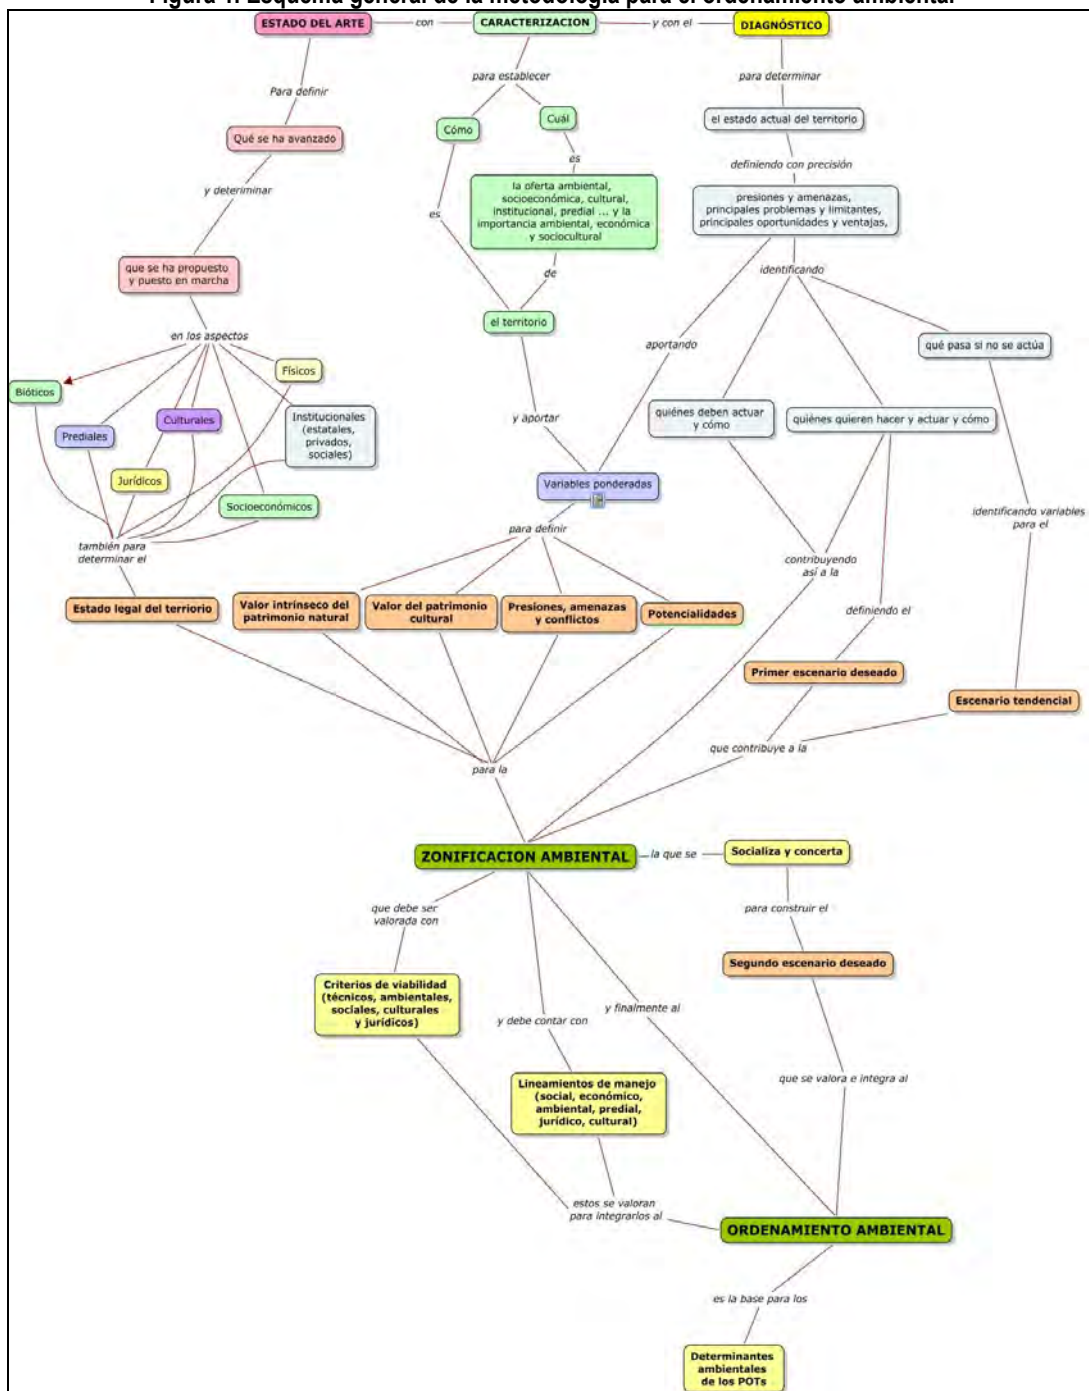 Figura 1. Esquema general de la metodología para el ordenamiento ambiental
ESTADO DEL ARTE
con
CARACTERIZACION
y con el
DIAGNÓSTICO
para establecer
para determinar
Para definir
Cómo
Cuál
el estado actual del territorio
Qué se ha avanzado
es
definiendo con precisión
y deteriminar
la oferta ambiental,
socioeconómica, cultural,
institucional, predial ... y la
importancia ambiental, económica
y sociocultural
presiones y amenazas,
principales problemas y limitantes,
principales oportunidades y ventajas,
es
que se ha propuesto
y puesto en marcha
de
identificando
el territorio
en los aspectos
aportando
qué pasa si no se actúa
Físicos
Bióticos
Culturales
Institucionales
(estatales,
privados,
sociales)
y aportar
quiénes deben actuar
y cómo
quiénes quieren hacer y actuar y cómo
Prediales
Jurídicos
Variables ponderadas
Socioeconómicos
identificando variables
para el
para definir
también para
determinar el
contribuyendo
así a la
Estado legal del terriorio
Valor intrínseco del
patrimonio natural
Valor del patrimonio
cultural
Presiones, amenazas
y conflictos
Potencialidades
definiendo el
Primer escenario deseado
Escenario tendencial
que contribuye a la
para la
ZONIFICACION AMBIENTAL
la que se
Socializa y concerta
que debe ser
valorada con
para construir el
Segundo escenario deseado
Criterios de viabilidad
(técnicos, ambientales,
sociales, culturales
y jurídicos)
y debe contar con
y finalmente al
Lineamientos de manejo
(social, económico,
ambiental, predial,
jurídico, cultural)
que se valora e integra al
estos se valoran
para integrarlos al
ORDENAMIENTO AMBIENTAL
es la base para los
Determinantes
ambientales
de los POTs